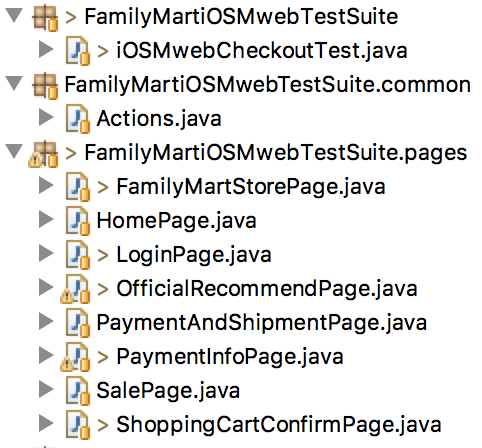 > FamilyMartiOSMwebTestSuite
> iOSMwebCheckoutTest.java
FamilyMartiOSMwebTestSuite.common
Actions.java
> FamilyMartiOSMwebTestSuite.pages
> FamilyMartStorePage.java
HomePage.java
> LoginPage.java
> OfficialRecommendPage.java
PaymentAndShipmentPage.java
> PaymentInfoPage.java
SalePage.java
> ShoppingCartConfirmPage.java